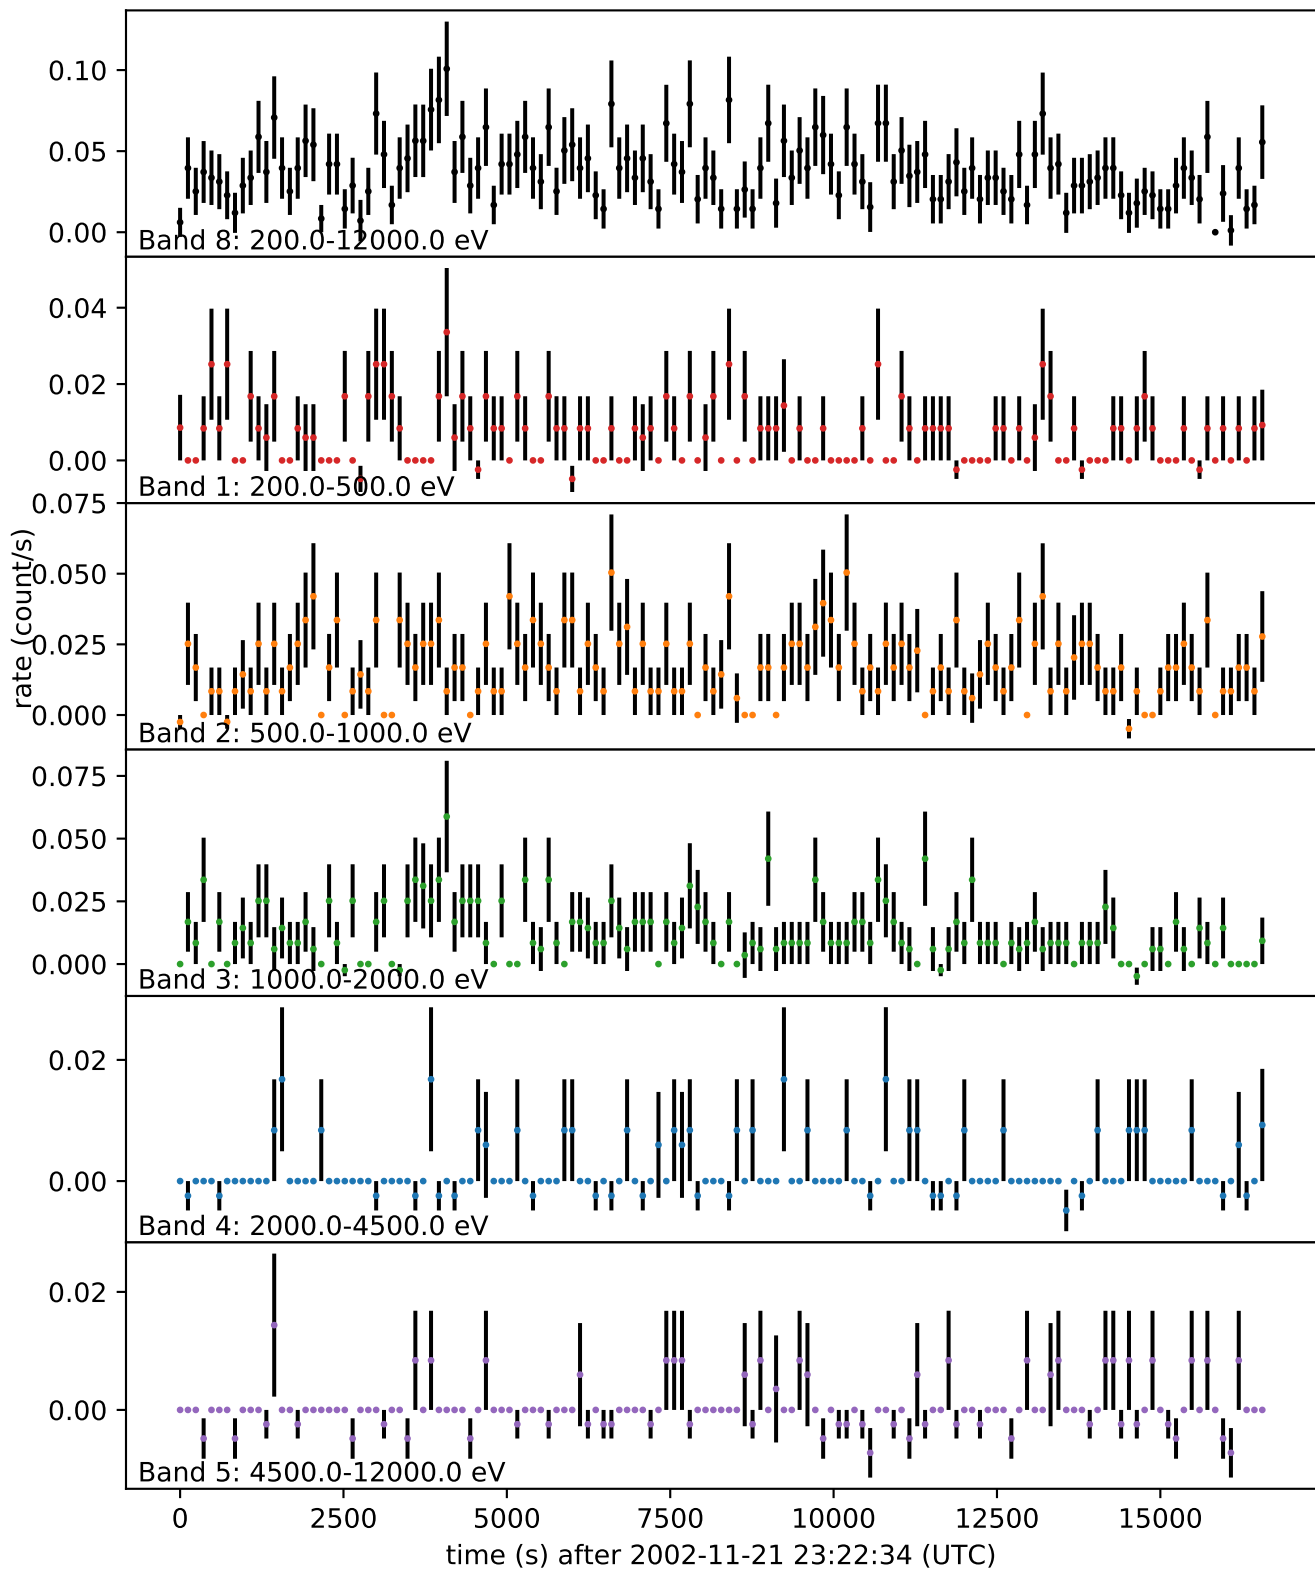 0.10
0.05
0.00
Band 8: 200.0-12000.0 eV
0.04
0.02
0.00
Band 1: 200.0-500.0 eV
0.075
0.050
0.025
0.000
Band 2: 500.0-1000.0 eV
rate (count/s)
0.075
0.050
0.025
0.000
Band 3: 1000.0-2000.0 eV
0.02
0.00
Band 4: 2000.0-4500.0 eV
0.02
0.00
Band 5: 4500.0-12000.0 eV
0 2500 5000 7500 10000 12500 15000
time (s) after 2002-11-21 23:22:34 (UTC)